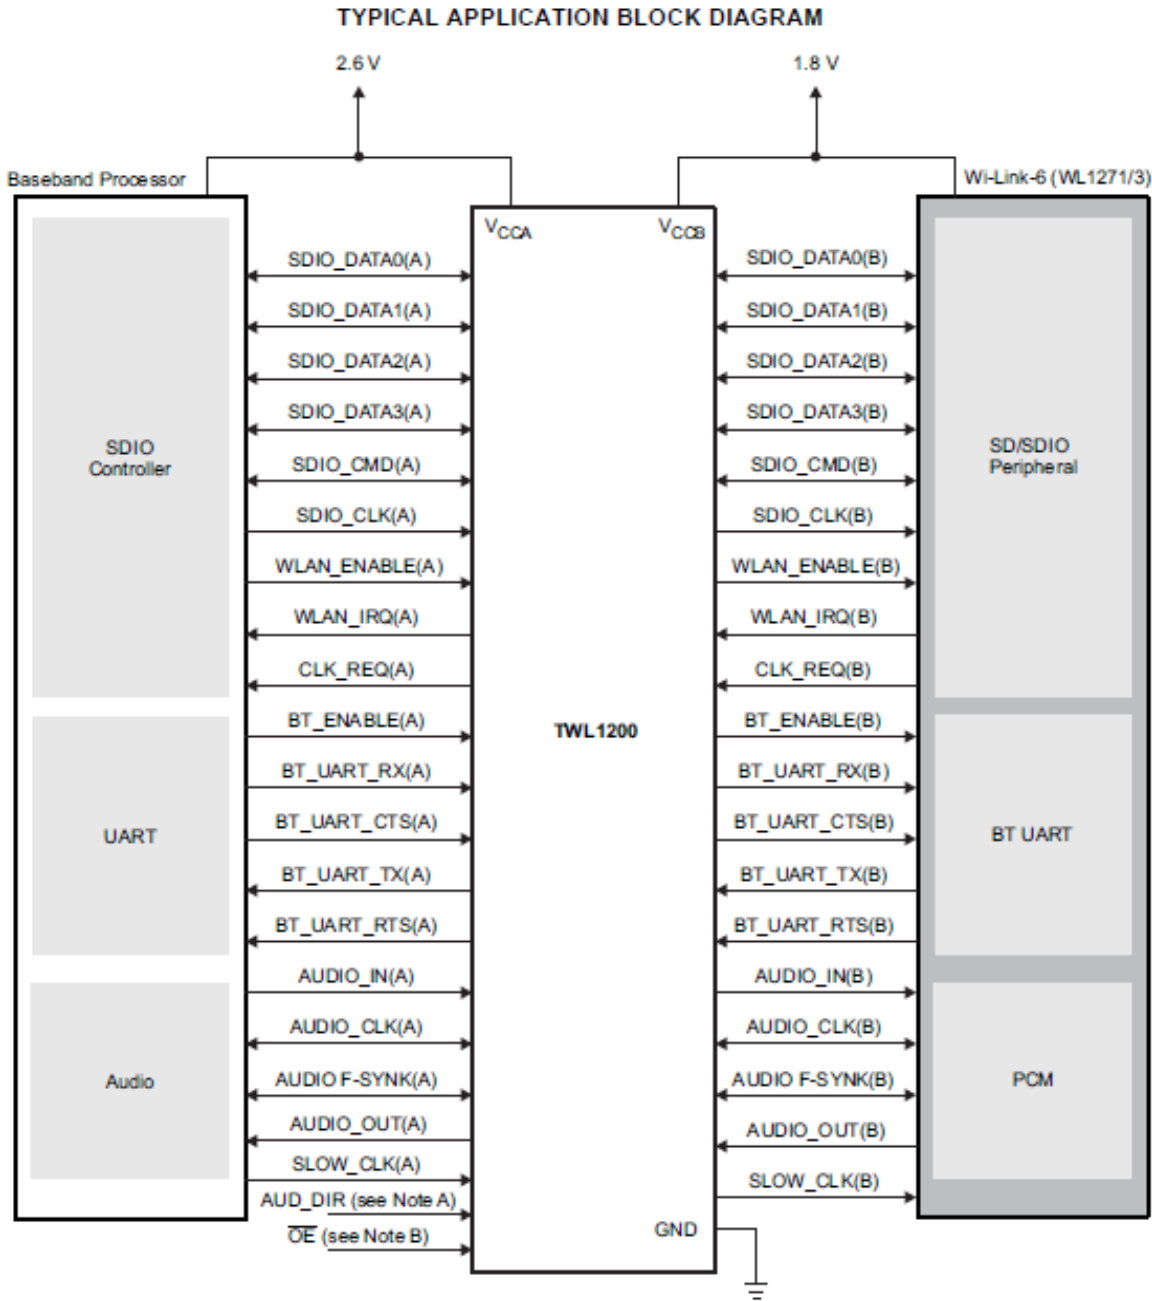 TYPICAL APPLICATION BLOCK DIAGRAM
2.6 V
1.8 V
Baseband Processor
Wi-Link-6 (WL1271/3)
VCCA
VCCB
SDIO_DATA0(A)
SDIO_DATA0(B)
SDIO_DATA1(A)
SDIO_DATA1(B)
SDIO_DATA2(A)
SDIO_DATA2(B)
SDIO_DATA3(A)
SDIO_DATA3(B)
SDIO
Controller
SD/SDIO
Peripheral
SDIO_CMD(A)
SDIO_CMD(B)
SDIO_CLK(A)
SDIO_CLK(B)
WLAN_ENABLE(A)
WLAN_ENABLE(B)
WLAN_IRQ(A)
WLAN_IRQ(B)
CLK_REQ(A)
CLK_REQ(B)
BT_ENABLE(A)
TWL1200
BT_ENABLE(B)
BT_UART_RX(A)
BT_UART_RX(B)
UART
BT_UART_CTS(A)
BT_UART_CTS(B)
BT UART
BT_UART_TX(A)
BT_UART_TX(B)
BT_UART_RTS(A)
BT_UART_RTS(B)
AUDIO_IN(A)
AUDIO_IN(B)
AUDIO_CLK(A)
AUDIO_CLK(B)
Audio
AUDIO F-SYNK(A)
AUDIO F-SYNK(B)
PCM
AUDIO_OUT(A)
AUDIO_OUT(B)
SLOW_CLK(A)
SLOW_CLK(B)
AUD_DIR (see Note A)
OE (see Note B)
GND